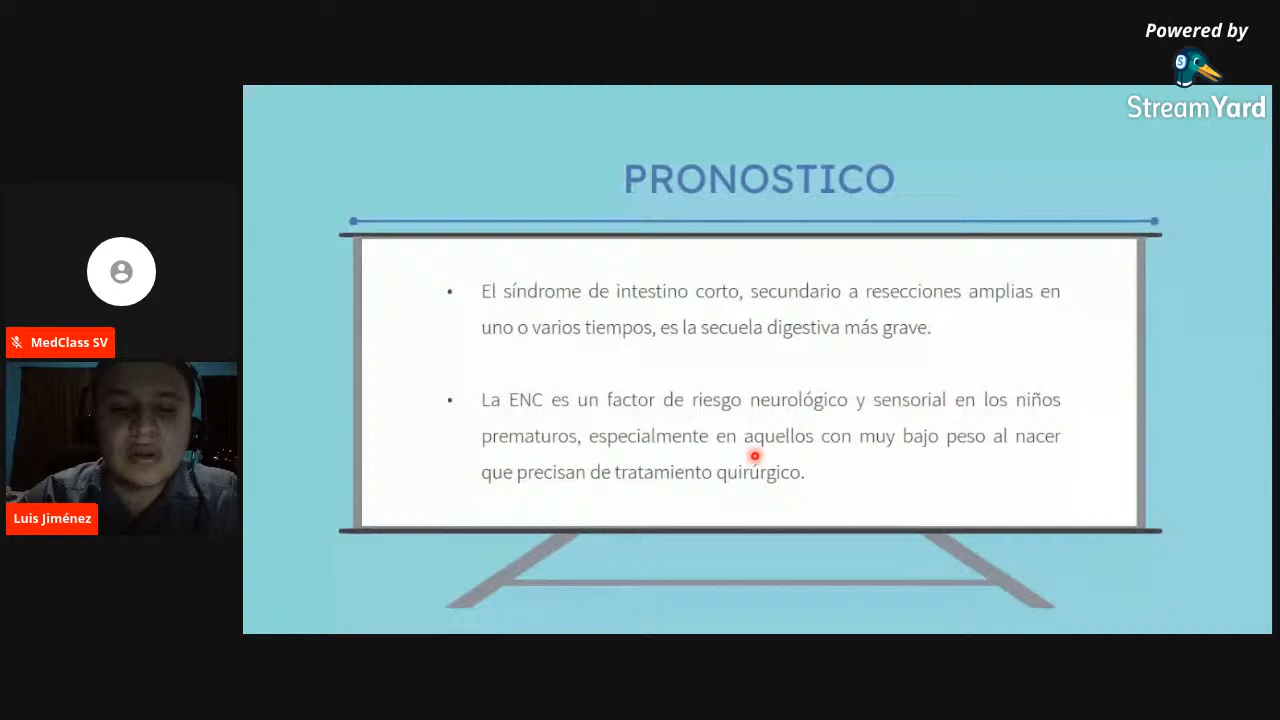 Powered by
StreamYard
PRONOSTICO
• El síndrome de intestino corto, secundario a resecciones amplias en
uno o varios tiempos, es la secuela digestiva más grave.
• La ENC es un factor de riesgo neurológico y sensorial en los niños
prematuros, especialmente en aquellos con muy bajo peso al nacer
que precisan de tratamiento quirúrgico.
MedClass SV
Luis Jiménez